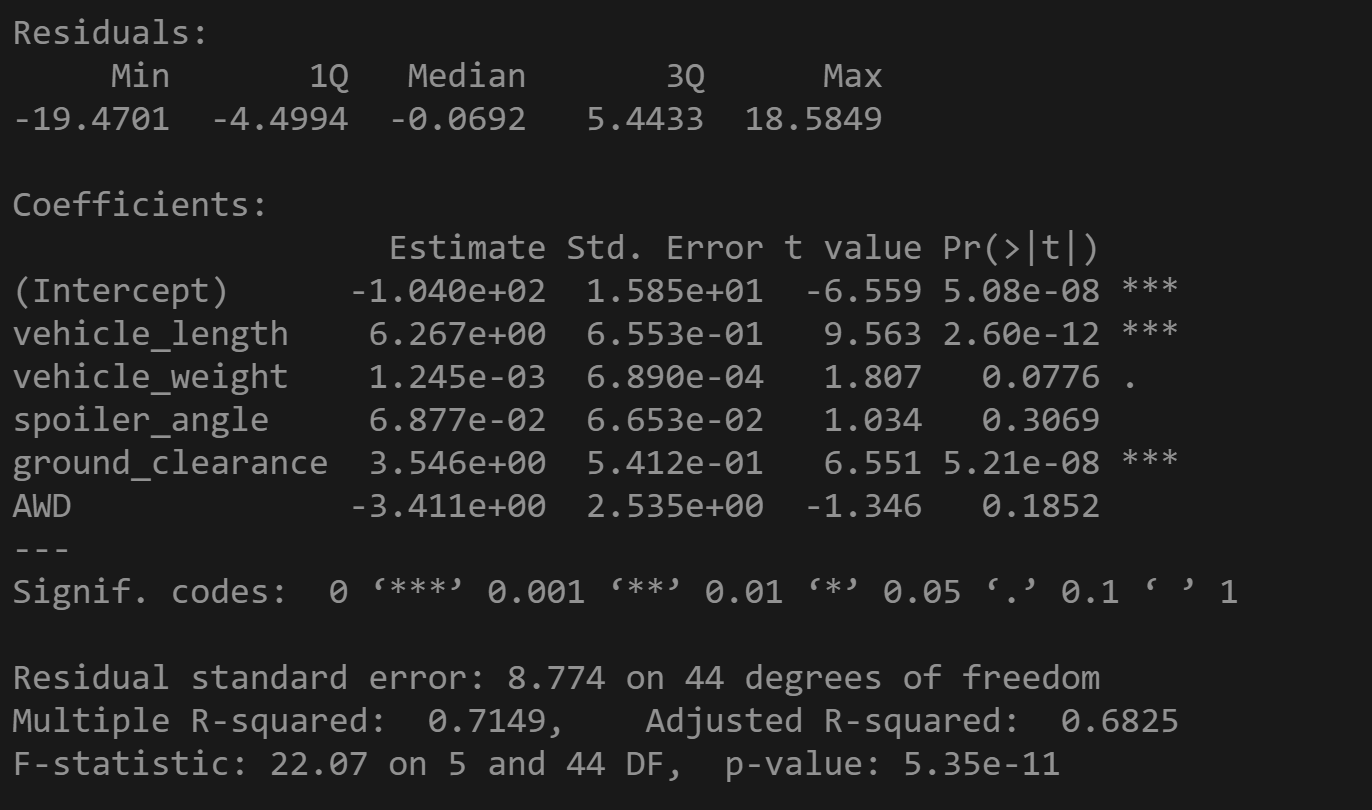 Residuals:
     Min       1Q   Median       3Q      Max
-19.4701  -4.4994  -0.0692   5.4433  18.5849

Coefficients:
                   Estimate Std. Error t value Pr(>|t|)
(Intercept)      -1.040e+02  1.585e+01  -6.559 5.08e-08 ***
vehicle_length    6.267e+00  6.553e-01   9.563 2.60e-12 ***
vehicle_weight    1.245e-03  6.890e-04   1.807   0.0776 .
spoiler_angle     6.877e-02  6.653e-02   1.034   0.3069
ground_clearance  3.546e+00  5.412e-01   6.551 5.21e-08 ***
AWD              -3.411e+00  2.535e+00  -1.346   0.1852
---
Signif. codes:  0 ‘***’ 0.001 ‘**’ 0.01 ‘*’ 0.05 ‘.’ 0.1 ‘ ’ 1

Residual standard error: 8.774 on 44 degrees of freedom
Multiple R-squared:  0.7149,	Adjusted R-squared:  0.6825
F-statistic: 22.07 on 5 and 44 DF,  p-value: 5.35e-11